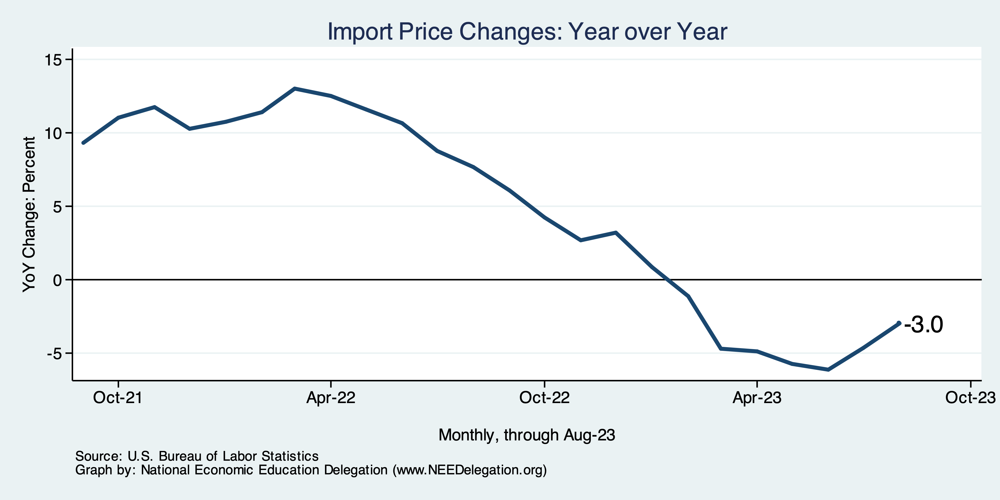 Import Price Changes: Year over Year
YoY Change: Percent
15
10
5
0
-5
-3.0
Oct-21
Apr-22
Oct-22
Apr-23
Oct-23
Monthly, through Aug-23
Source: U.S. Bureau of Labor Statistics
Graph by: National Economic Education Delegation (www.NEEDelegation.org)